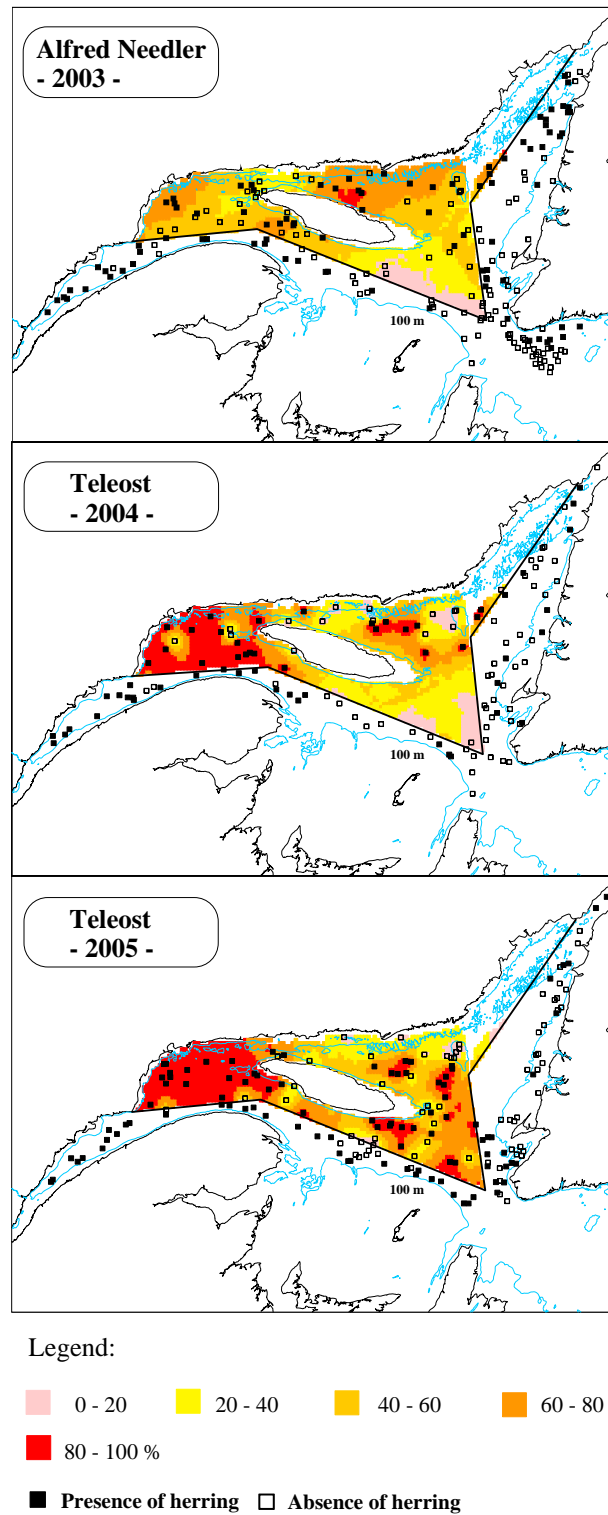 Alfred Needler
- 2003 -
100 m
Teleost
- 2004 -
100 m
Teleost
- 2005 -
100 m
Legend:
0 - 20 20 - 40 40 - 60 60 - 80
80 - 100 %
Presence of herring Absence of herring